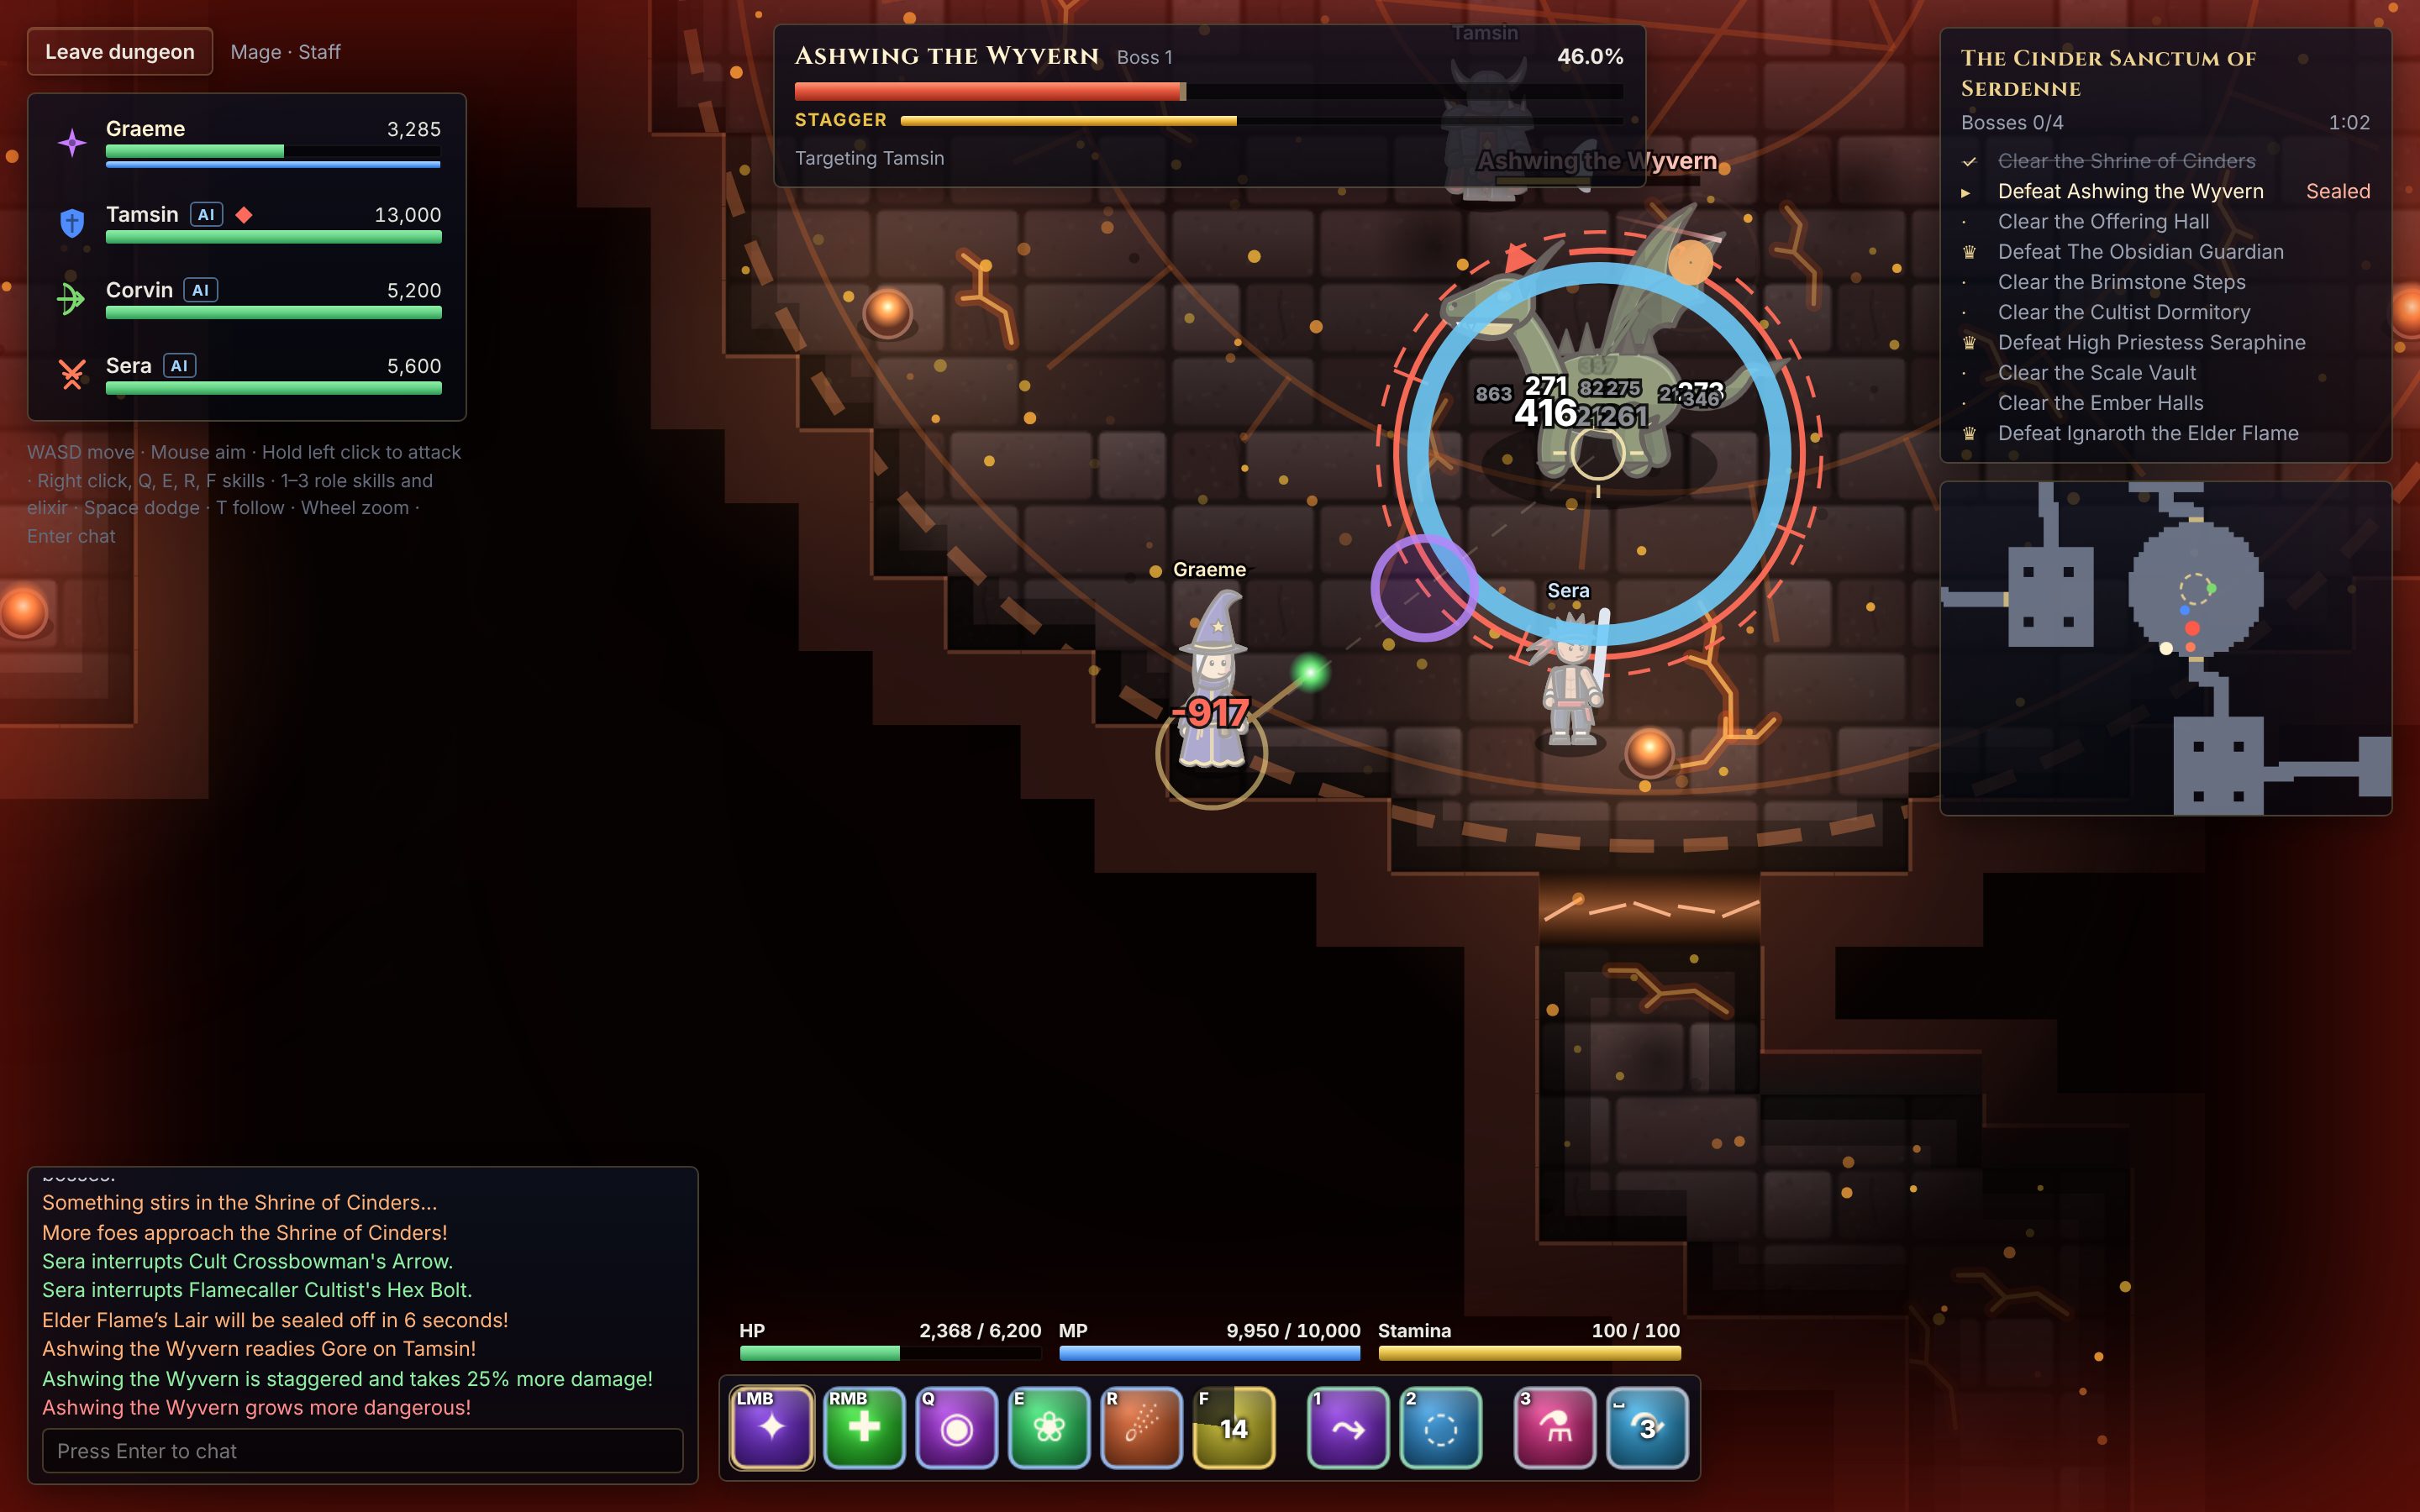 Leave dungeon
Mage · Staff
Graeme 3,285
Tamsin AI 13,000
Corvin AI 5,200
Sera AI 5,600
WASD move · Mouse aim · Hold left click to attack
· Right click, Q, E, R, F skills · 1–3 role skills and
elixir · Space dodge · T follow · Wheel zoom ·
Enter chat
Tamsin
ASHWING THE WYVERN Boss 1 46.0%
STAGGER
Targeting Tamsin
Ashwing the Wyvern
THE CINDER SANCTUM OF
SERDENNE
Bosses 0/4 1:02
Clear the Shrine of Cinders
Defeat Ashwing the Wyvern Sealed
Clear the Offering Hall
Defeat The Obsidian Guardian
Clear the Brimstone Steps
Clear the Cultist Dormitory
Defeat High Priestess Seraphine
Clear the Scale Vault
Clear the Ember Halls
Defeat Ignaroth the Elder Flame
863 271 82 275 346
416 261
Graeme
Sera
-917
bosses.
Something stirs in the Shrine of Cinders...
More foes approach the Shrine of Cinders!
Sera interrupts Cult Crossbowman's Arrow.
Sera interrupts Flamecaller Cultist's Hex Bolt.
Elder Flame’s Lair will be sealed off in 6 seconds!
Ashwing the Wyvern readies Gore on Tamsin!
Ashwing the Wyvern is staggered and takes 25% more damage!
Ashwing the Wyvern grows more dangerous!
Press Enter to chat
HP 2,368 / 6,200 MP 9,950 / 10,000 Stamina 100 / 100
LMB RMB Q E R F 14 1 2 3 3